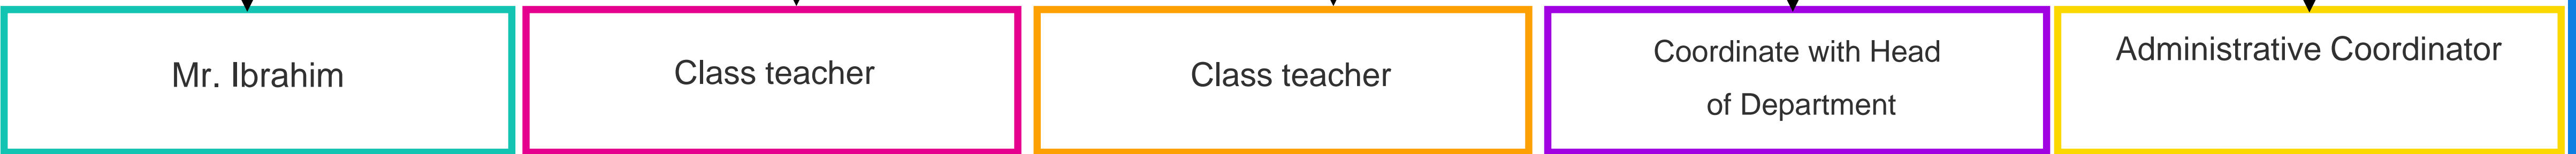 Mr. Ibrahim
Class teacher
Class teacher
Coordinate with Head
of Department
Administrative Coordinator